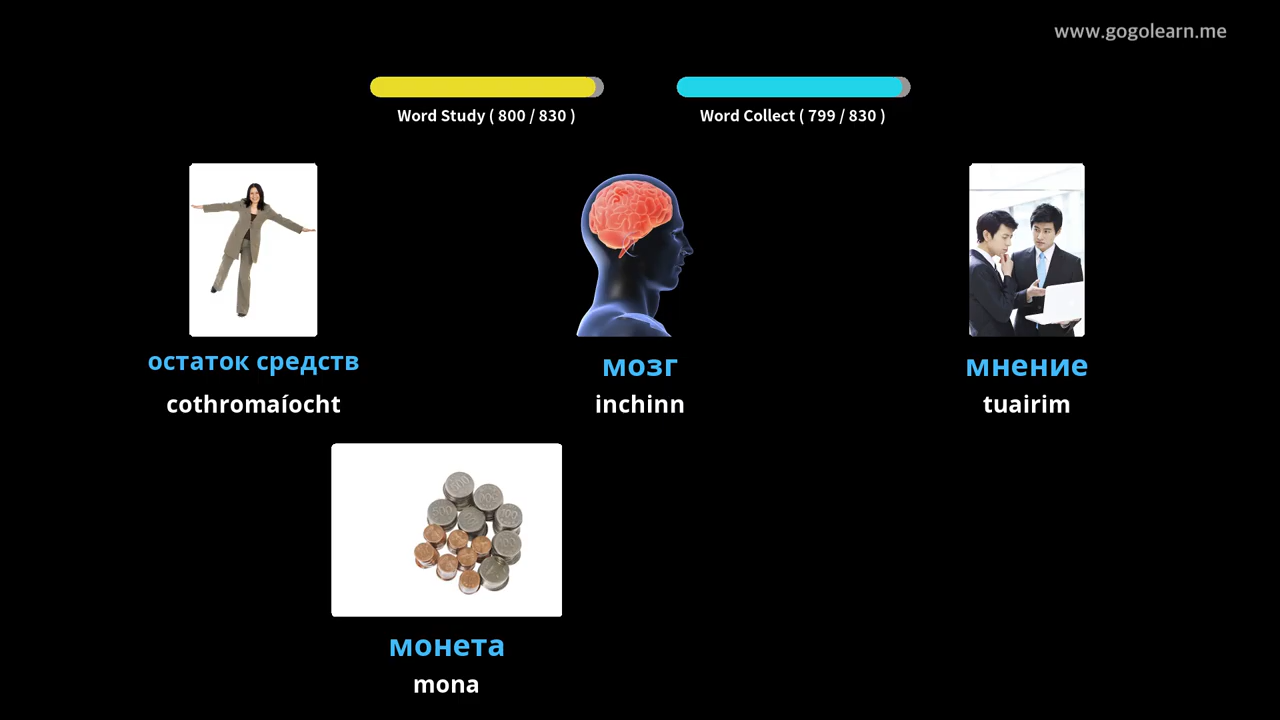 www.gogolearn.me
Word Study ( 800 / 830 )
Word Collect ( 799 / 830 )
остаток средств
cothromaíocht
мозг
inchinn
мнение
tuairim
монета
mona